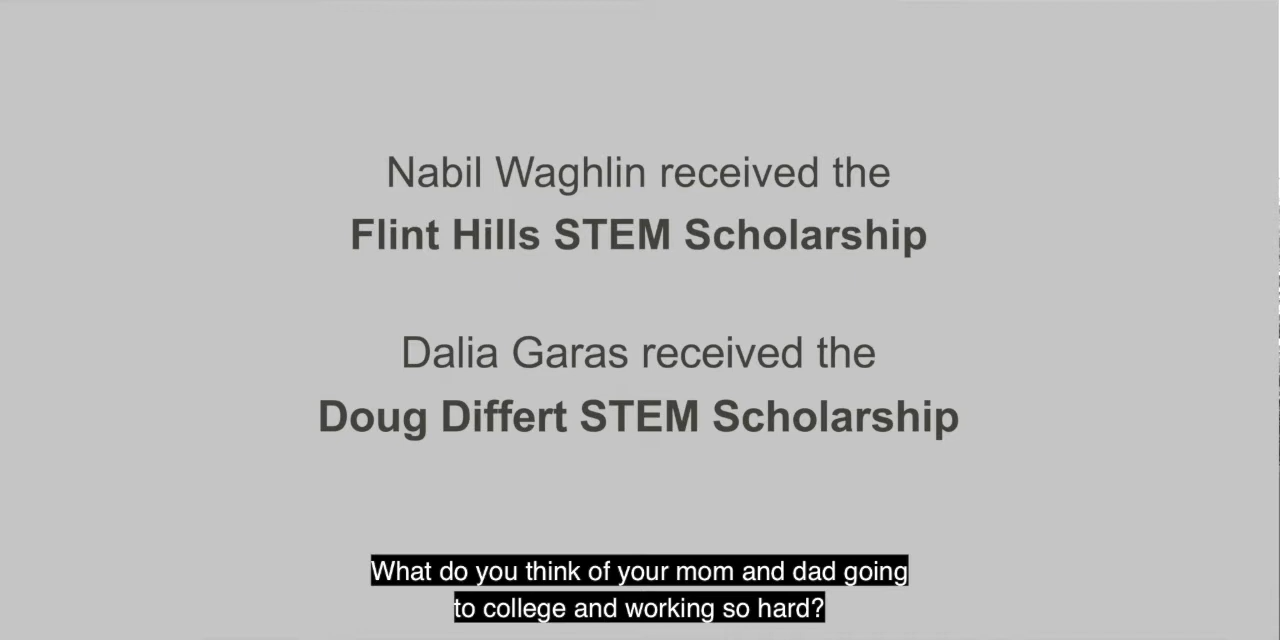 Nabil Waghlin received the
Flint Hills STEM Scholarship
Dalia Garas received the
Doug Differt STEM Scholarship
What do you think of your mom and dad going
to college and working so hard?